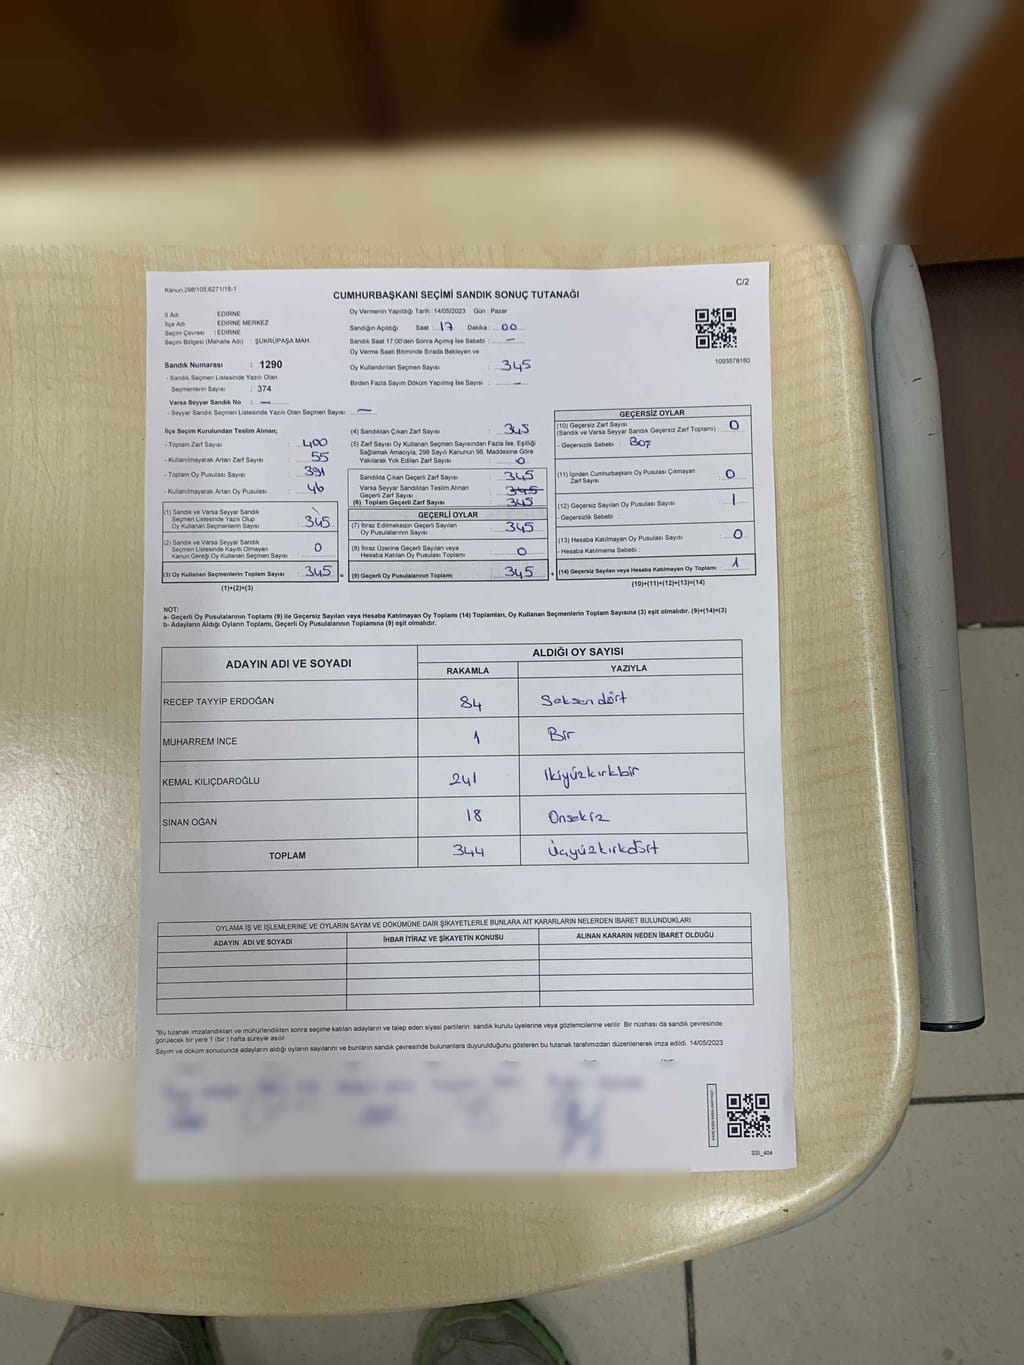 Kanun:298/105,6271/18-1
C/2
CUMHURBAŞKANI SEÇİMİ SANDIK SONUÇ TUTANAĞI
İl Adı : EDİRNE
İlçe Adı : EDİRNE MERKEZ
Seçim Çevresi : EDİRNE
Seçim Bölgesi (Mahalle Adı) : ŞÜKRÜPAŞA MAH
Sandık Numarası : 1290
- Sandık Seçmen Listesinde Yazılı Olan
Seçmenlerin Sayısı : 374
Varsa Seyyar Sandık No : —
- Seyyar Sandık Seçmen Listesinde Yazılı Olan Seçmen Sayısı : —
Oy Vermenin Yapıldığı Tarih : 14/05/2023 Gün : Pazar
Sandığın Açıldığı Saat : 17 Dakika : 00
Sandık Saat 17.00'den Sonra Açılmış İse Sebebi : —
Oy Verme Saati Bitiminde Sırada Bekleyen ve
Oy Kullandırılan Seçmen Sayısı : 345
Birden Fazla Sayım Döküm Yapılmış İse Sayısı : —
1093578180
İlçe Seçim Kurulundan Teslim Alınan;
- Toplam Zarf Sayısı : 400
- Kullanılmayarak Artan Zarf Sayısı : 55
- Toplam Oy Pusulası Sayısı : 391
- Kullanılmayarak Artan Oy Pusulası : 46
(1) Sandık ve Varsa Seyyar Sandık
Seçmen Listesinde Yazılı Olup
Oy Kullanan Seçmenlerin Sayısı : 345
(2) Sandık ve Varsa Seyyar Sandık
Seçmen Listesinde Kayıtlı Olmayan
Kanun Gereği Oy Kullanan Seçmen Sayısı : 0
(3) Oy Kullanan Seçmenlerin Toplam Sayısı : 345
(1)+(2)=(3)
(4) Sandıktan Çıkan Zarf Sayısı : 345
(5) Zarf Sayısı Oy Kullanan Seçmen Sayısından Fazla İse, Eşitliği
Sağlamak Amacıyla; 298 Sayılı Kanunun 98. Maddesine Göre
Yakılarak Yok Edilen Zarf Sayısı : 0
Sandıkta Çıkan Geçerli Zarf Sayısı : 345
Varsa Seyyar Sandıktan Teslim Alınan
Geçerli Zarf Sayısı : 345
(6) Toplam Geçerli Zarf Sayısı : 345
GEÇERLİ OYLAR
(7) İtiraz Edilmeksizin Geçerli Sayılan
Oy Pusulalarının Sayısı : 345
(8) İtiraz Üzerine Geçerli Sayılan veya
Hesaba Katılan Oy Pusulası Toplamı : 0
= (9) Geçerli Oy Pusulalarının Toplamı : 345 +
GEÇERSİZ OYLAR
(10) Geçersiz Zarf Sayısı
(Sandık ve Varsa Seyyar Sandık Geçersiz Zarf Toplamı) : 0
- Geçersizlik Sebebi : Boş
(11) İçinden Cumhurbaşkanı Oy Pusulası Çıkmayan
Zarf Sayısı : 0
(12) Geçersiz Sayılan Oy Pusulası Sayısı : 1
- Geçersizlik Sebebi :
(13) Hesaba Katılmayan Oy Pusulası Sayısı : 0
- Hesaba Katılmama Sebebi :
(14) Geçersiz Sayılan veya Hesaba Katılmayan Oy Toplamı : 1
(10)+(11)+(12)+(13)=(14)
NOT:
a- Geçerli Oy Pusulalarının Toplamı (9) ile Geçersiz Sayılan veya Hesaba Katılmayan Oy Toplamı (14) Toplamları, Oy Kullanan Seçmenlerin Toplam Sayısına (3) eşit olmalıdır. (9)+(14)=(3)
b- Adayların Aldığı Oyların Toplamı, Geçerli Oy Pusulalarının Toplamına (9) eşit olmalıdır.
ADAYIN ADI VE SOYADI ALDIĞI OY SAYISI
RAKAMLA YAZIYLA
RECEP TAYYİP ERDOĞAN 84 Seksendört
MUHARREM İNCE 1 Bir
KEMAL KILIÇDAROĞLU 241 İkiyüzkırkbir
SİNAN OĞAN 18 Onsekiz
TOPLAM 344 Üçyüzkırkdört
OYLAMA İŞ VE İŞLEMLERİNE VE OYLARIN SAYIM VE DÖKÜMÜNE DAİR ŞİKAYETLERLE BUNLARA AİT KARARLARIN NELERDEN İBARET BULUNDUKLARI
ADAYIN ADI VE SOYADI İHBAR İTİRAZ VE ŞİKAYETİN KONUSU ALINAN KARARIN NEDEN İBARET OLDUĞU
*Bu tutanak imzalandıktan ve mühürlendikten sonra seçime katılan adayların ve talep eden siyasi partilerin sandık kurulu üyelerine veya gözlemcilerine verilir. Bir nüshası da sandık çevresinde
görülecek bir yere 1 (bir) hafta süreyle asılır.
Sayım ve döküm sonucunda adayların aldığı oyların sayılarını ve bunların sandık çevresinde bulunanlara duyurulduğunu gösteren bu tutanak tarafımızdan düzenlenerek imza edildi. 14/05/2023
SSI_404